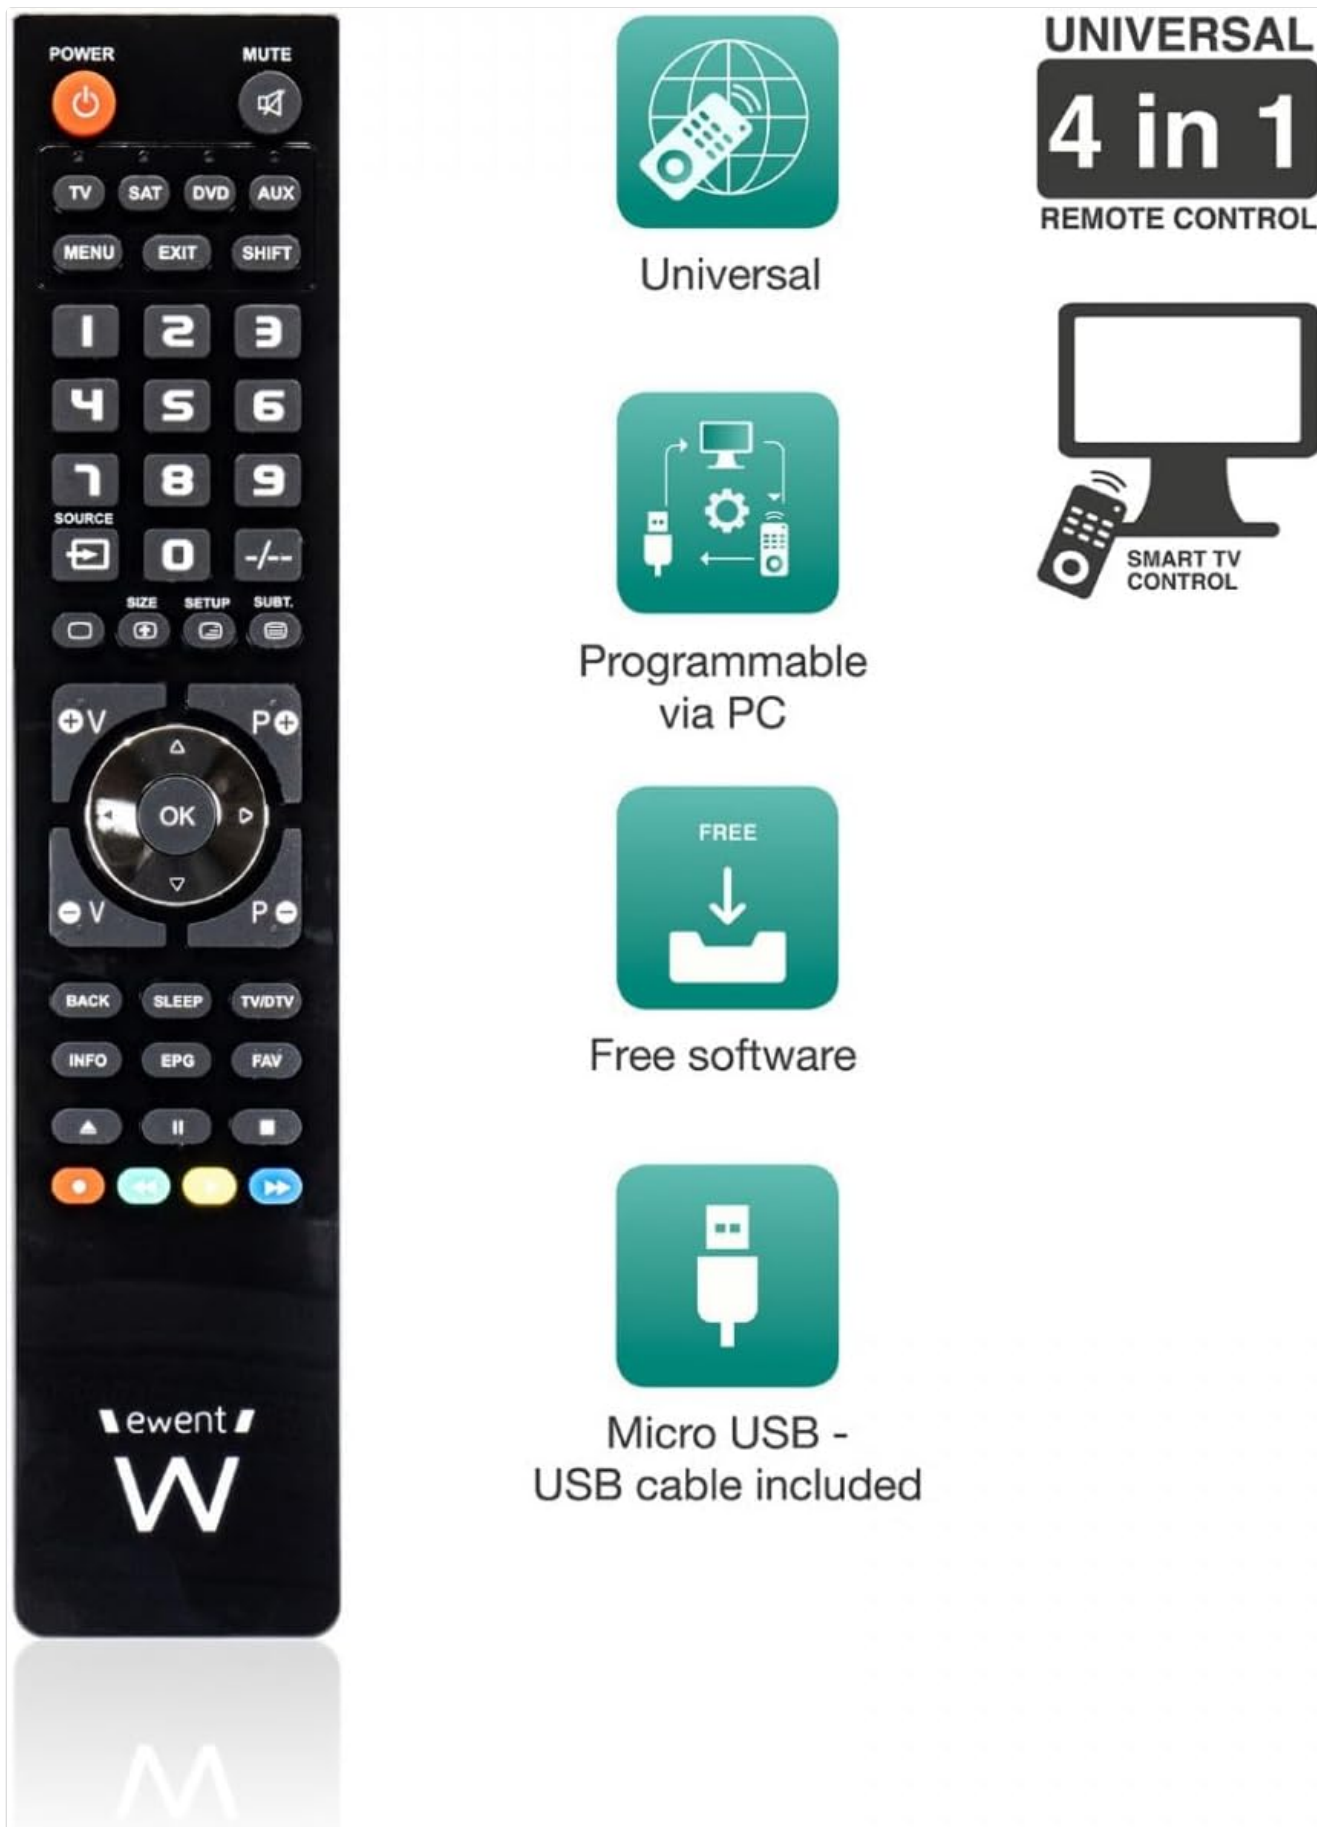 POWER MUTE
TV SAT DVD AUX
MENU EXIT SHIFT
1 2 3
4 5 6
7 8 9
SOURCE
0 -/--
SIZE SETUP SUBT.
+ V P +
OK
- V P -
BACK SLEEP TV/DTV
INFO EPG FAV
ewent
W
Universal
Programmable
via PC
FREE
Free software
Micro USB -
USB cable included
UNIVERSAL
4 in 1
REMOTE CONTROL
SMART TV
CONTROL